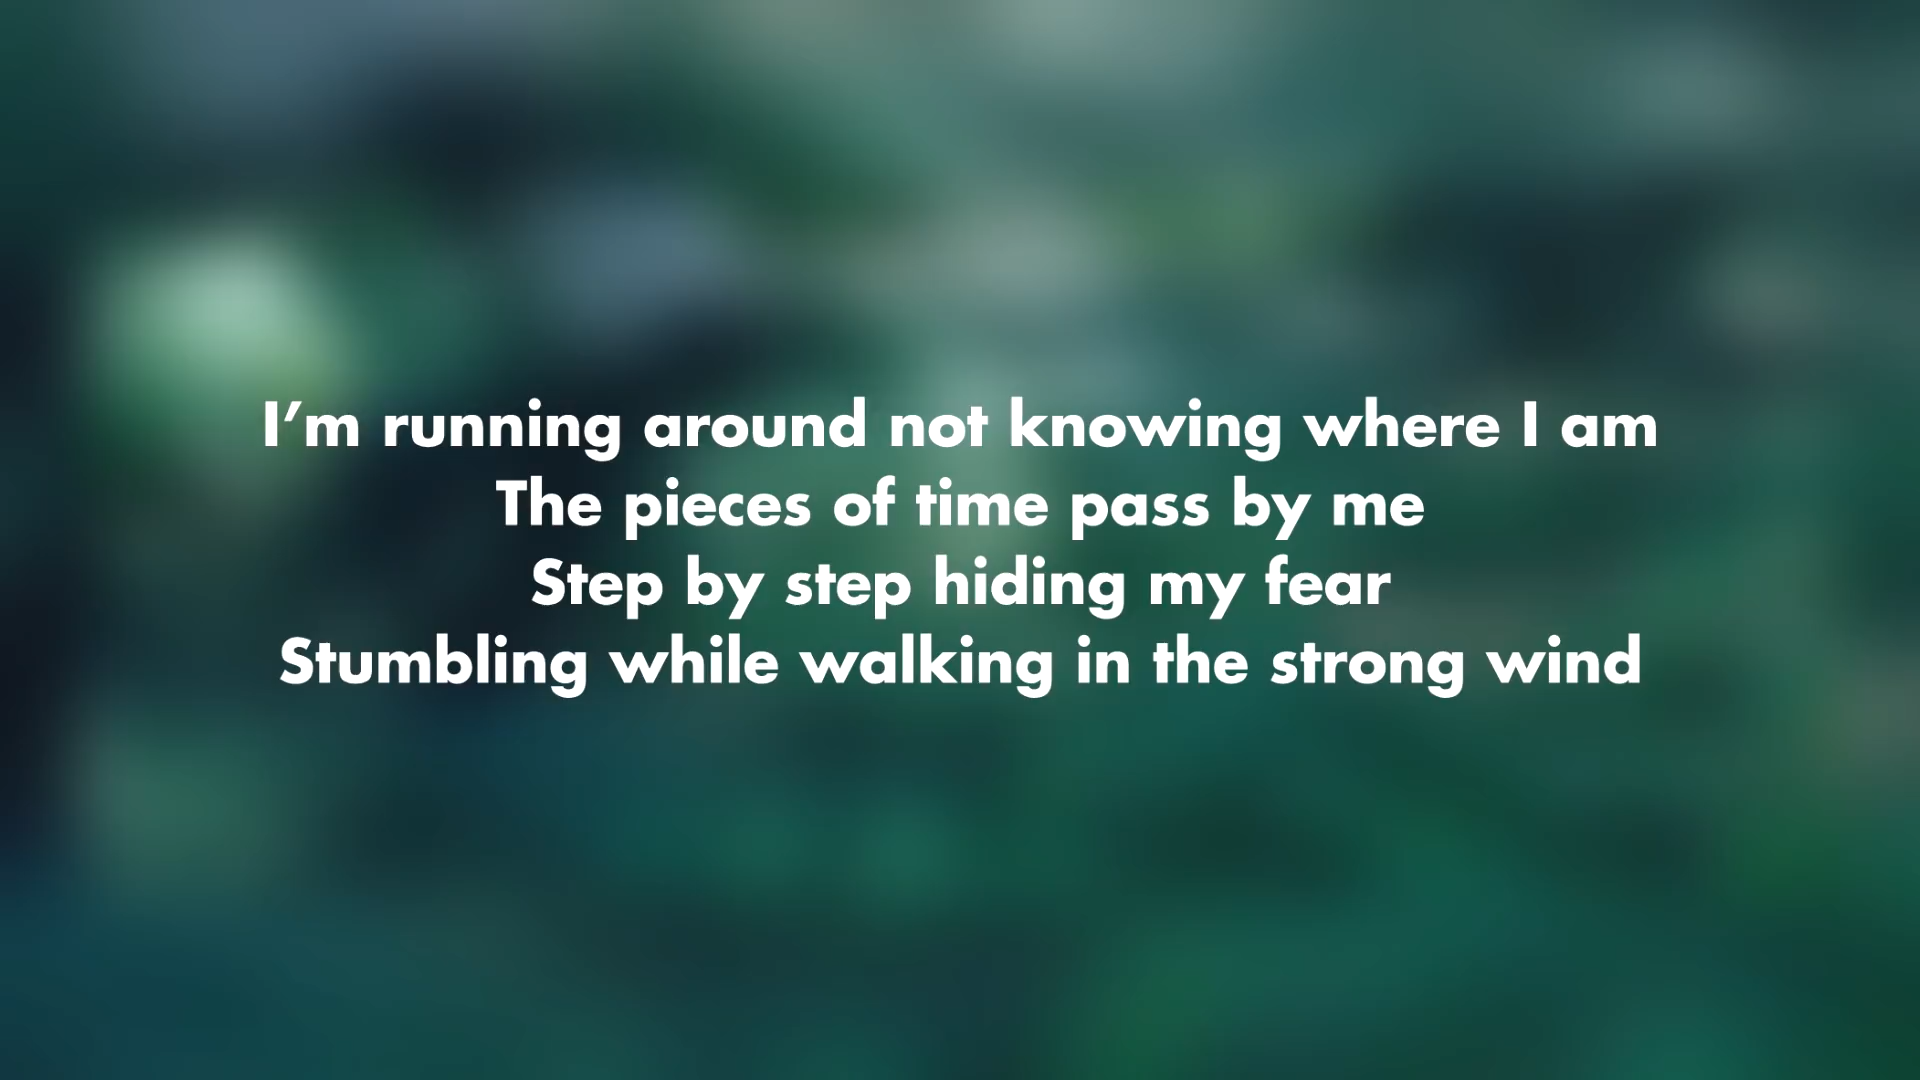 I’m running around not knowing where I am
The pieces of time pass by me
Step by step hiding my fear
Stumbling while walking in the strong wind